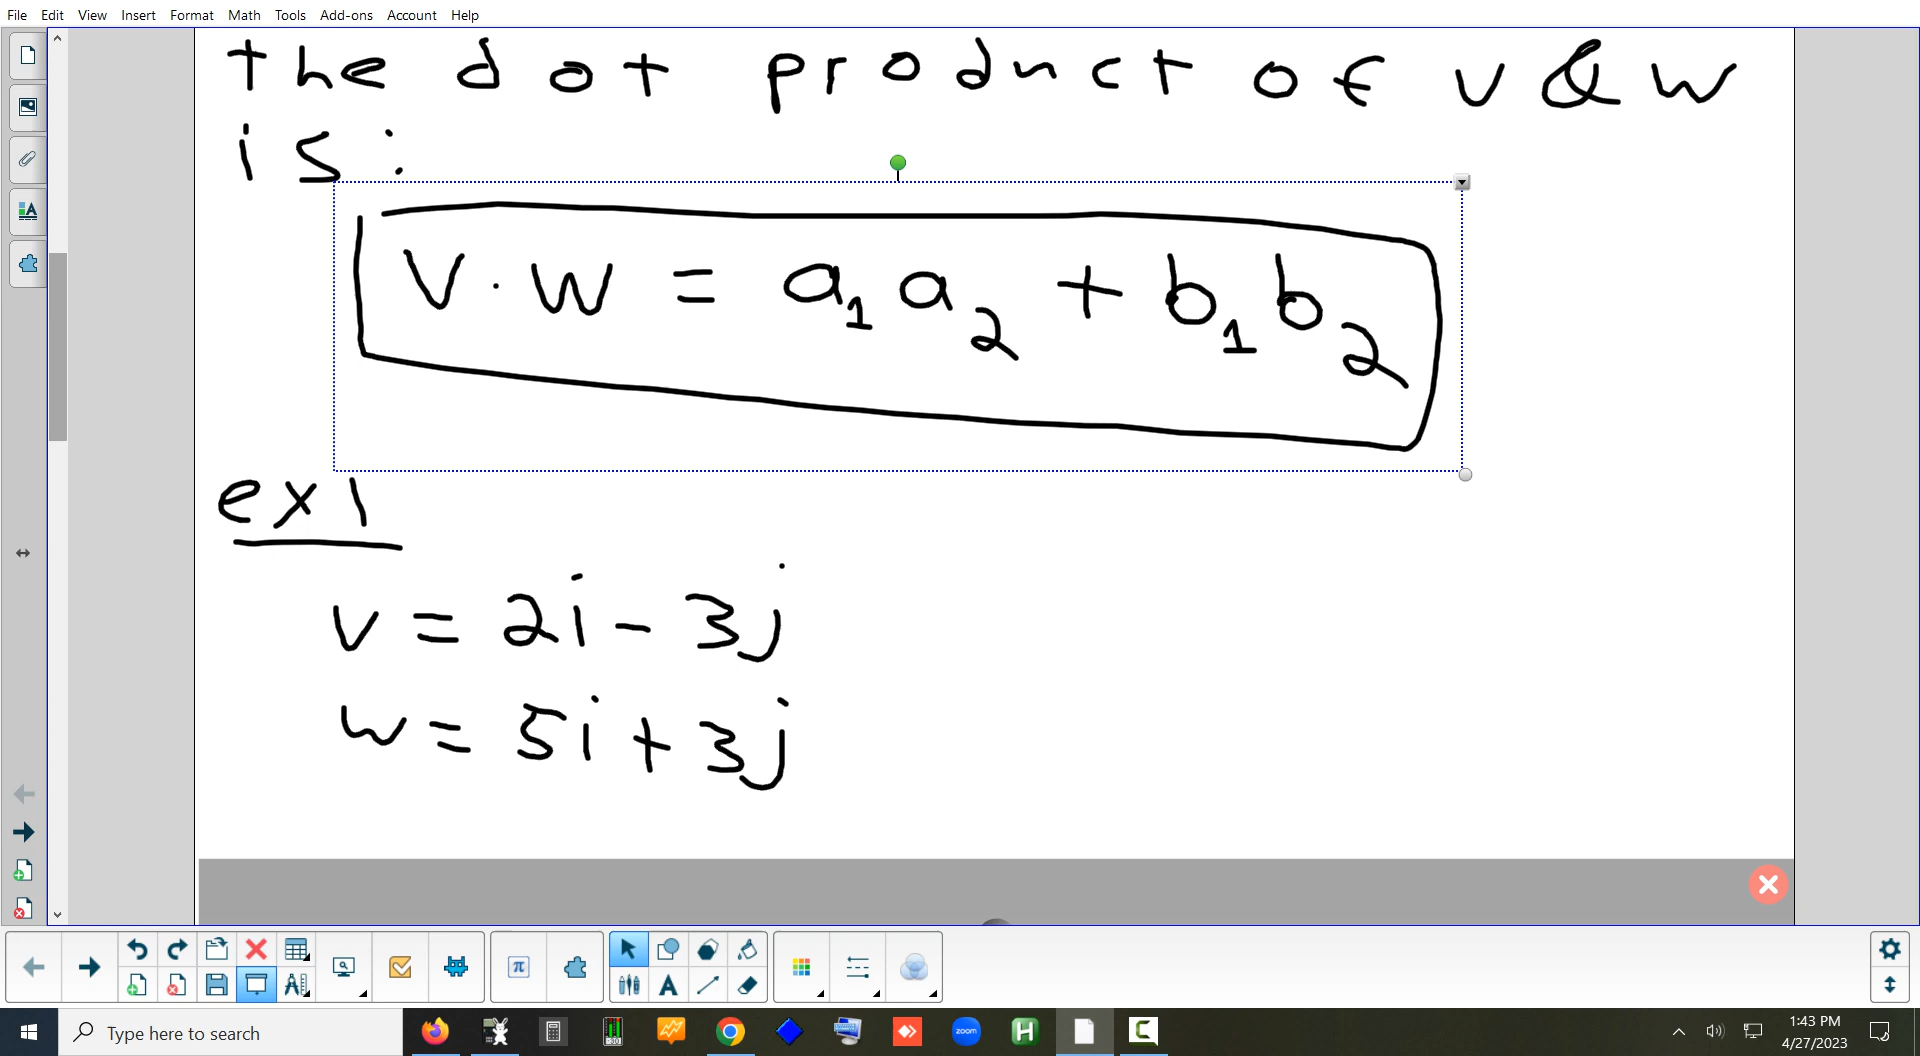 File Edit View Insert Format Math Tools Add-ons Account Help
the dot product of v & w
is:
v · w = a₁a₂ + b₁b₂
ex 1
v = 2i - 3j
w = 5i + 3j
π
A
Type here to search
zoom
H
C
1:43 PM
4/27/2023